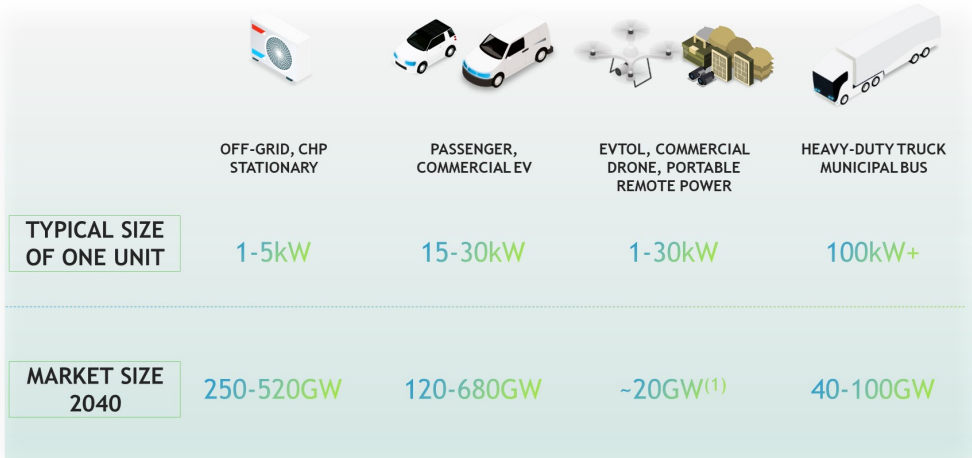 OFF-GRID, CHP
STATIONARY
PASSENGER,
COMMERCIAL EV
EVTOL, COMMERCIAL
DRONE, PORTABLE
REMOTE POWER
HEAVY-DUTY TRUCK
MUNICIPAL BUS
TYPICAL SIZE
OF ONE UNIT
1-5kW
15-30kW
1-30kW
100kW+
MARKET SIZE
2040
250-520GW
120-680GW
~20GW(1)
40-100GW